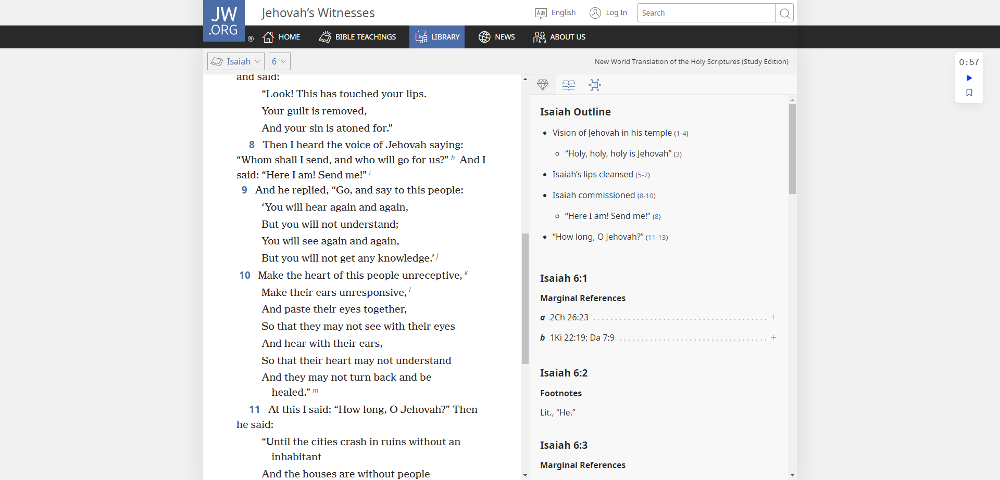 JW
.ORG
®
Jehovah’s Witnesses
English
Log In
Search
HOME
BIBLE TEACHINGS
LIBRARY
NEWS
ABOUT US
Isaiah
6
New World Translation of the Holy Scriptures (Study Edition)
0:57
and said:
“Look! This has touched your lips.
Your guilt is removed,
And your sin is atoned for.”
8 Then I heard the voice of Jehovah saying:
“Whom shall I send, and who will go for us?” h And I
said: “Here I am! Send me!” i
9 And he replied, “Go, and say to this people:
‘You will hear again and again,
But you will not understand;
You will see again and again,
But you will not get any knowledge.’ j
10 Make the heart of this people unreceptive, k
Make their ears unresponsive, l
And paste their eyes together,
So that they may not see with their eyes
And hear with their ears,
So that their heart may not understand
And they may not turn back and be
healed.” m
11 At this I said: “How long, O Jehovah?” Then
he said:
“Until the cities crash in ruins without an
inhabitant
And the houses are without people
Isaiah Outline
• Vision of Jehovah in his temple (1-4)
“Holy, holy, holy is Jehovah” (3)
• Isaiah’s lips cleansed (5-7)
• Isaiah commissioned (8-10)
“Here I am! Send me!” (8)
• “How long, O Jehovah?” (11-13)
Isaiah 6:1
Marginal References
a 2Ch 26:23 +
b 1Ki 22:19; Da 7:9 +
Isaiah 6:2
Footnotes
Lit., “He.”
Isaiah 6:3
Marginal References